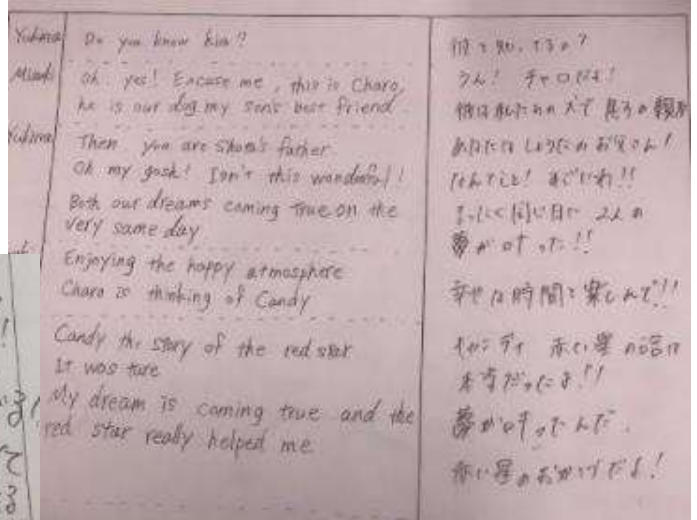 Yukina
Do you know him?
彼を知ってるの?
Misaki
Oh yes! Excuse me, this is Charo,
he is our dog my son's best friend
うん! チャロだよ!
彼は私たちの犬で 息子の親友
Yukina
Then you are Shota's father
Oh my gosh! Isn't this wonderful!
Both our dreams coming true on the
very same day
あなたは しょうたのお父さん!
なんてこと! すごいわ!!
まったく同じ日に 2人の
夢が叶った!!
Enjoying the happy atmosphere
Charo is thinking of Candy
幸せな時間を楽しんで!!
Candy the story of the red star
It was ture
My dream is coming true and the
red star really helped me
キャンディ 赤い星の話は
本当だったよ!!
夢が叶ったんだ.
赤い星のおかげだよ!